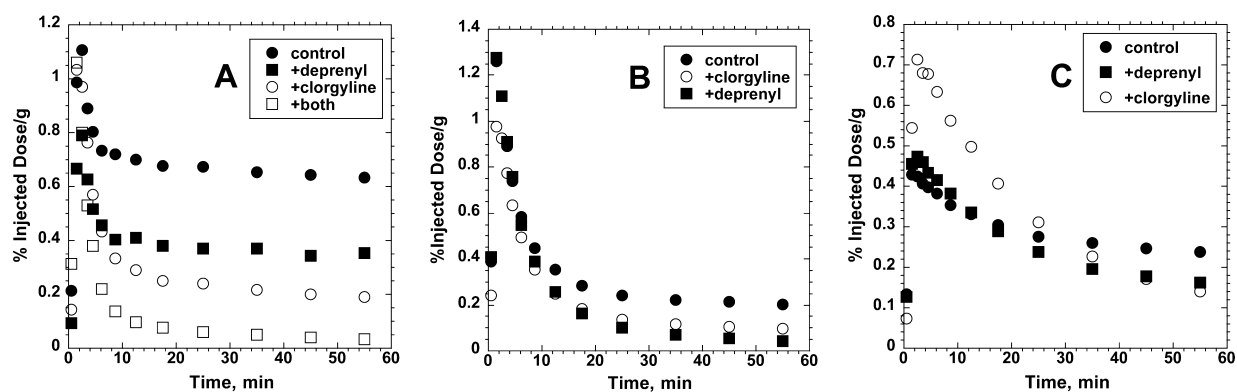 A
% Injected Dose/g
1.2
1
0.8
0.6
0.4
0.2
0
control
+deprenyl
+clorgyline
+both
0 10 20 30 40 50 60
Time, min
B
%Injected Dose/g
1.4
1.2
1
0.8
0.6
0.4
0.2
0
control
+clorgyline
+deprenyl
0 10 20 30 40 50 60
Time, min
C
% Injected Dose/g
0.8
0.7
0.6
0.5
0.4
0.3
0.2
0.1
0
control
+deprenyl
+clorgyline
0 10 20 30 40 50 60
Time, min